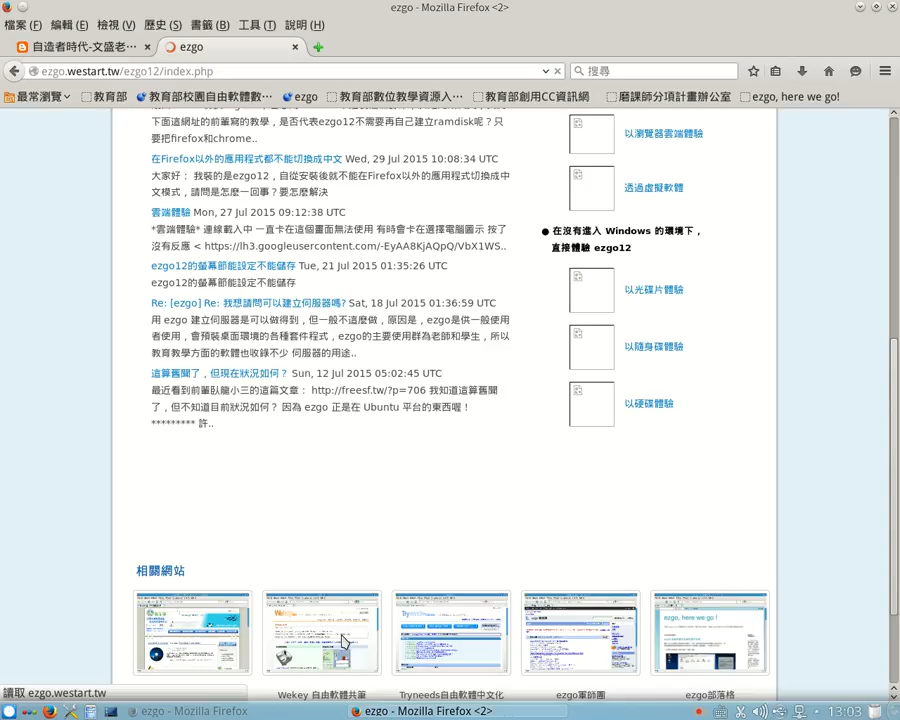 ezgo - Mozilla Firefox <2>
檔案 (F) 編輯 (E) 檢視 (V) 歷史 (S) 書籤 (B) 工具 (T) 說明 (H)
自造者時代-文盛老⋯ ezgo
ezgo.westart.tw/ezgo12/index.php 搜尋
最常瀏覽 教育部 教育部校園自由軟體數⋯ ezgo 教育部數位教學資源入⋯ 教育部創用CC資訊網 磨課師分項計畫辦公室 ezgo, here we go!
下面這網址的前輩寫的教學，是否代表ezgo12不需要再自己建立ramdisk呢？只
要把firefox和chrome..
在Firefox以外的應用程式都不能切換成中文 Wed, 29 Jul 2015 10:08:34 UTC
大家好： 我裝的是ezgo12，自從安裝後就不能在Firefox以外的應用程式切換成中
文模式，請問是怎麼一回事？要怎麼解決
雲端體驗 Mon, 27 Jul 2015 09:12:38 UTC
*雲端體驗* 連線載入中 一直卡在這個畫面無法使用 有時會卡在選擇電腦圖示 按了
沒有反應 < https://lh3.googleusercontent.com/-EyAA8KjAQpQ/VbX1WS..
ezgo12的螢幕節能設定不能儲存 Tue, 21 Jul 2015 01:35:26 UTC
ezgo12的螢幕節能設定不能儲存
Re: [ezgo] Re: 我想請問可以建立伺服器嗎? Sat, 18 Jul 2015 01:36:59 UTC
用 ezgo 建立伺服器是可以做得到，但一般不這麼做，原因是，ezgo是供一般使用
者使用，會預裝桌面環境的各種套件程式，ezgo的主要使用群為老師和學生，所以
教育教學方面的軟體也收錄不少 伺服器的用途..
這算舊聞了，但現在狀況如何？ Sun, 12 Jul 2015 05:02:45 UTC
最近看到前輩臥龍小三的這篇文章： http://freesf.tw/?p=706 我知道這算舊聞
了，但不知道目前狀況如何？ 因為 ezgo 正是在 Ubuntu 平台的東西喔！
********* 許..
以瀏覽器雲端體驗
透過虛擬軟體
● 在沒有進入 Windows 的環境下，
直接體驗 ezgo12
以光碟片體驗
以隨身碟體驗
以硬碟體驗
相關網站
Wekey 自由軟體共筆 Tryneeds自由軟體中文化 ezgo軍師團 ezgo部落格
讀取 ezgo.westart.tw
ezgo - Mozilla Firefox ezgo - Mozilla Firefox <2> 13:03